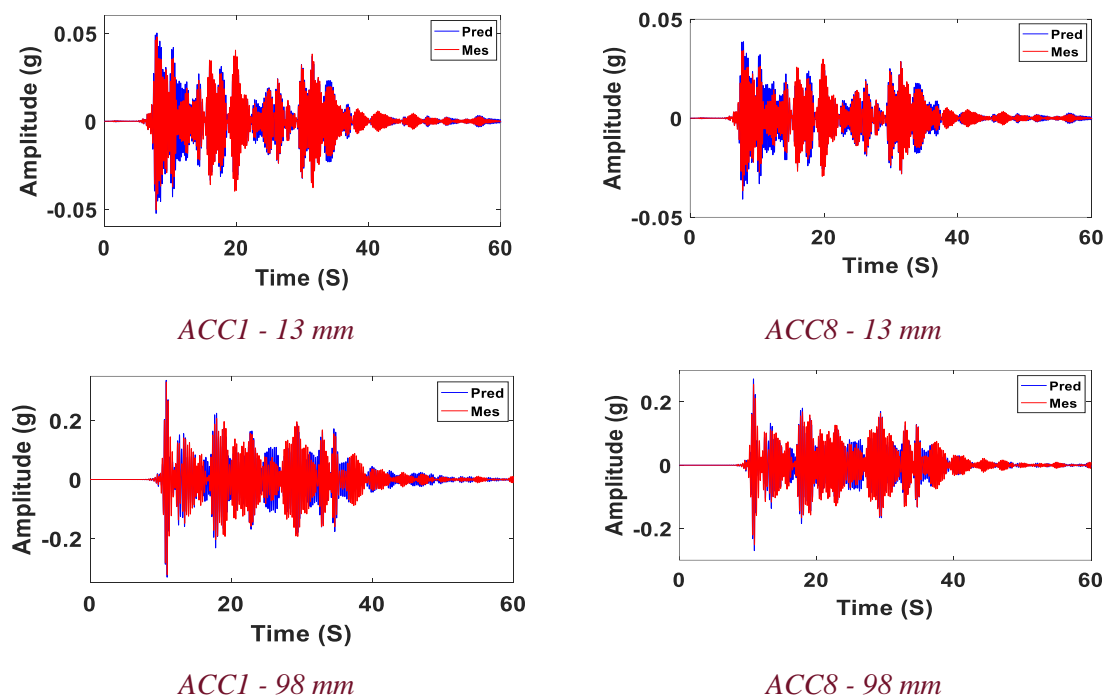 0.05
0
-0.05
Amplitude (g)
Pred
Mes
0 20 40 60
Time (S)
ACC1 - 13 mm
0.05
0
-0.05
Amplitude (g)
Pred
Mes
0 20 40 60
Time (S)
ACC8 - 13 mm
0.2
0
-0.2
Amplitude (g)
Pred
Mes
0 20 40 60
Time (S)
ACC1 - 98 mm
0.2
0
-0.2
Amplitude (g)
Pred
Mes
0 20 40 60
Time (S)
ACC8 - 98 mm